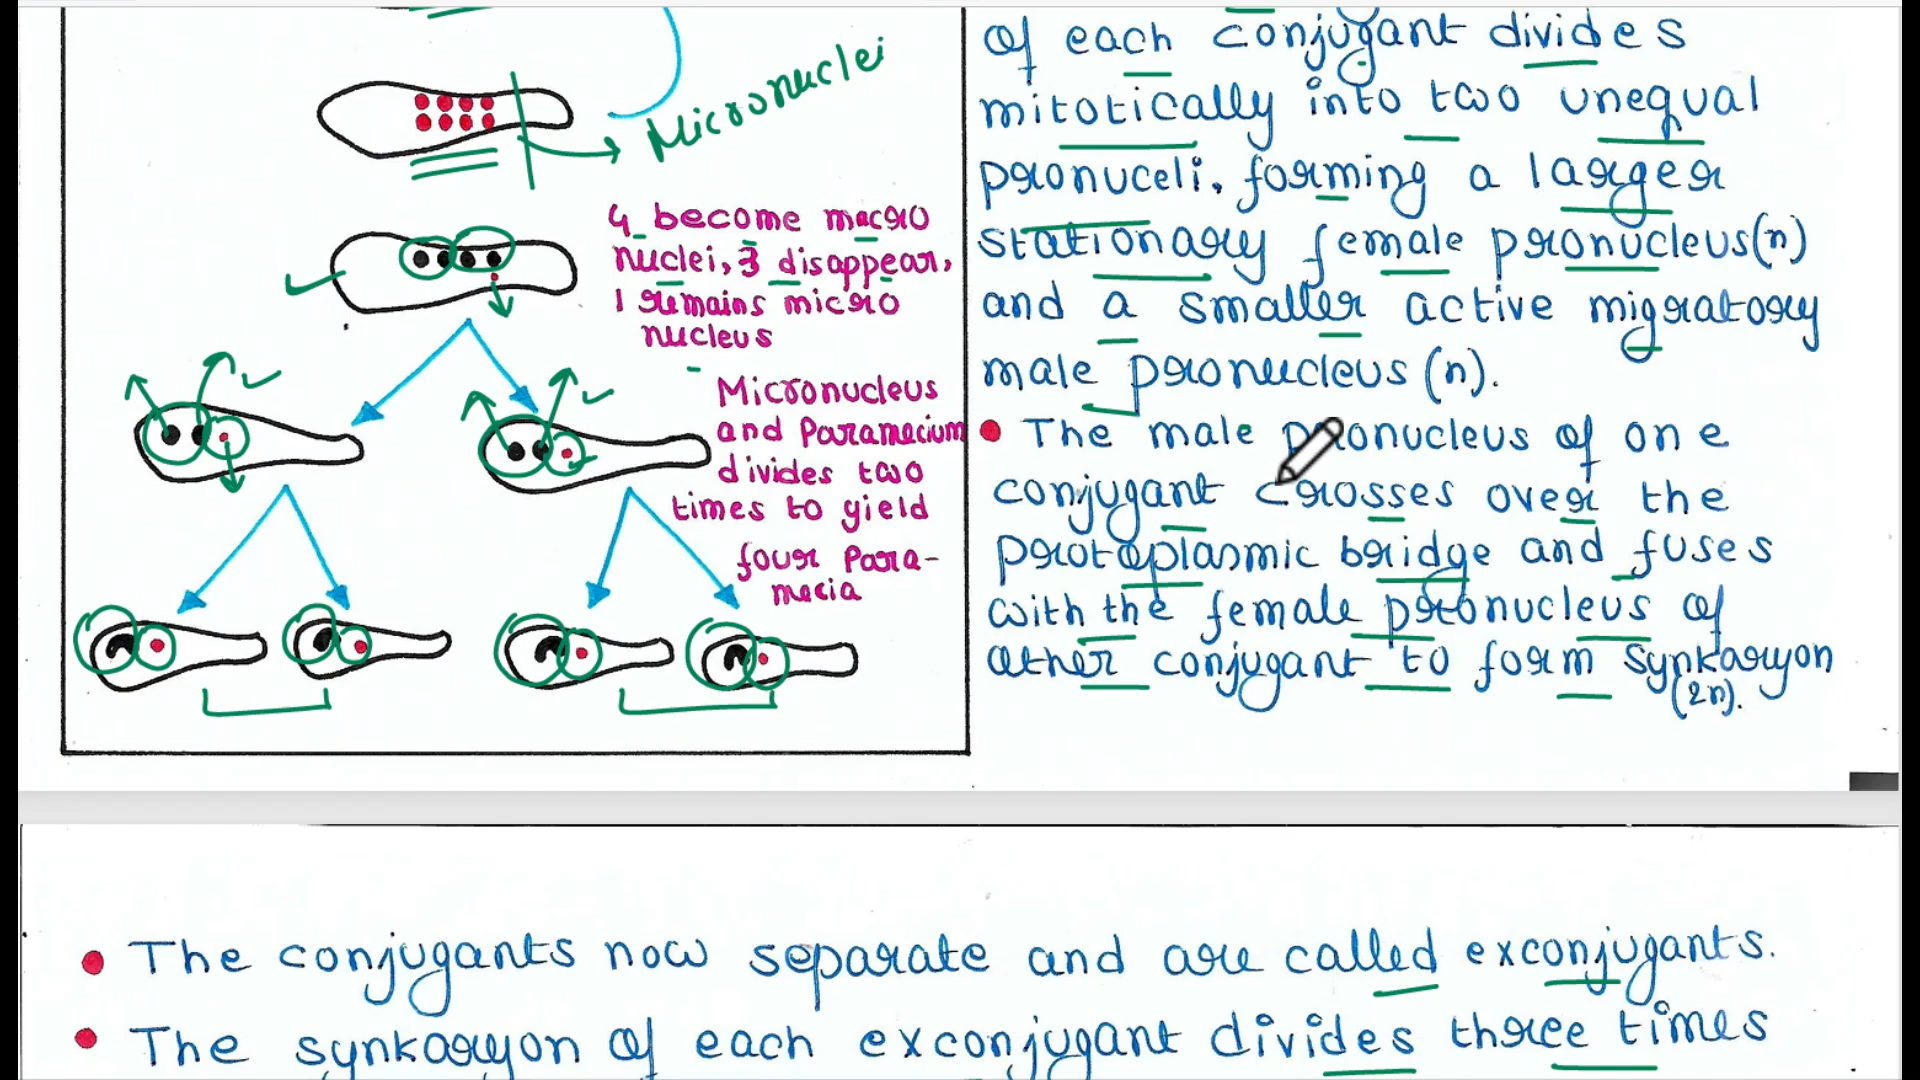 Micronuclei
4 become macro
nuclei, 3 disappear,
1 remains micro
nucleus
Micronucleus
and Paramecium
divides two
times to yield
four Para-
mecia
of each conjugant divides
mitotically into two unequal
pronuceli, forming a larger
stationary female pronucleus(n)
and a smaller active migratory
male pronucleus (n).
• The male pronucleus of one
conjugant crosses over the
protoplasmic bridge and fuses
with the female pronucleus of
other conjugant to form synkaryon
(2n).
• The conjugants now separate and are called exconjugants.
• The synkaryon of each exconjugant divides three times